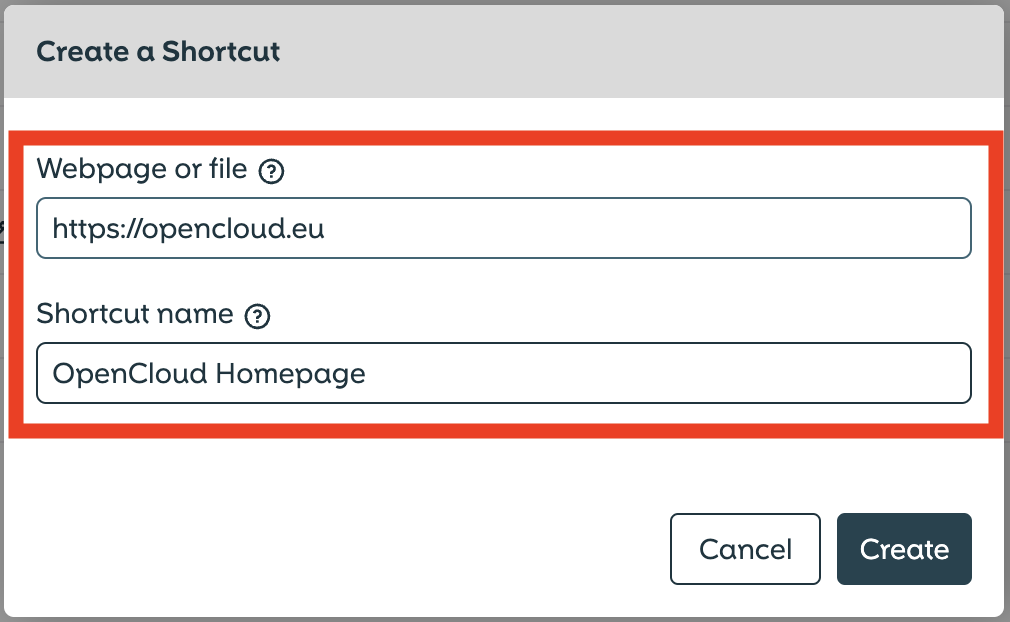 Create a Shortcut
Webpage or file ?
https://opencloud.eu
Shortcut name ?
OpenCloud Homepage
Cancel Create